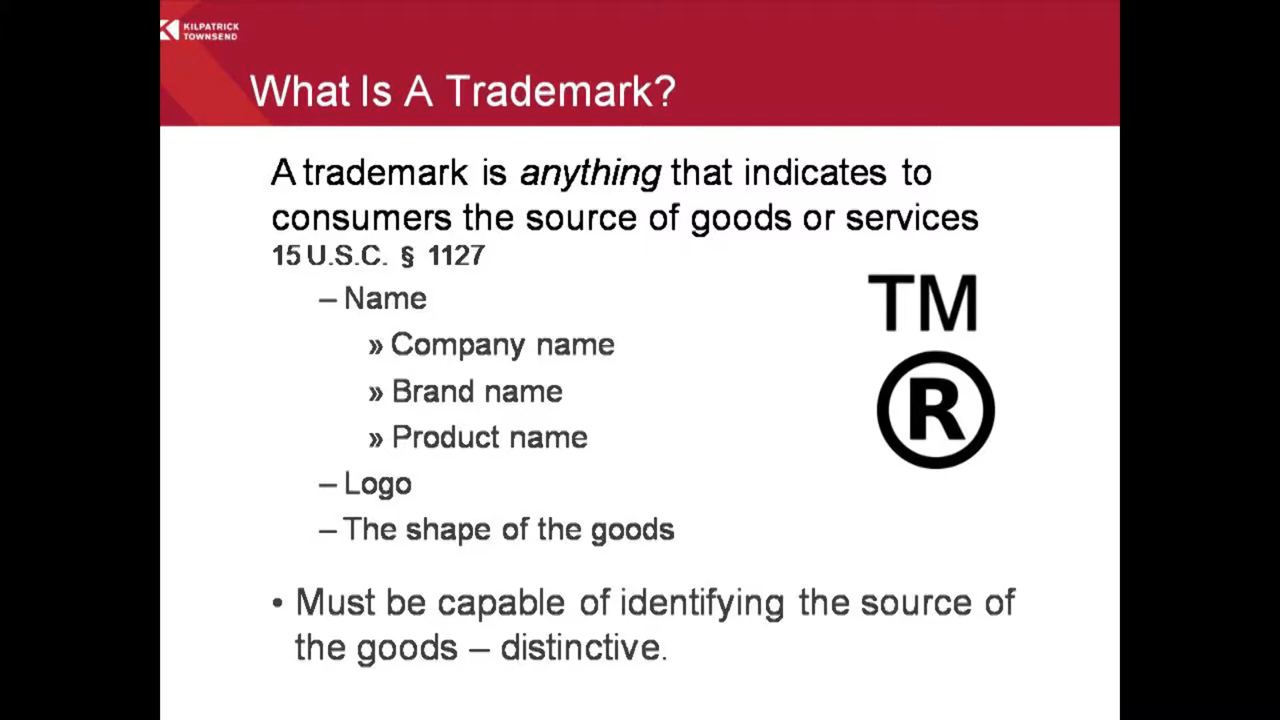 KILPATRICK
TOWNSEND
What Is A Trademark?
A trademark is anything that indicates to
consumers the source of goods or services
15 U.S.C. § 1127
– Name
» Company name
» Brand name
» Product name
– Logo
– The shape of the goods
TM
®
• Must be capable of identifying the source of
the goods – distinctive.